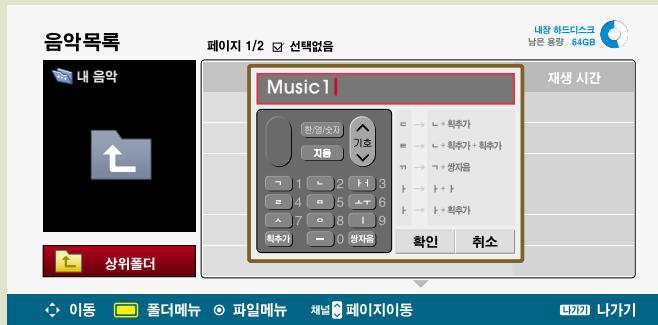 음악목록
페이지 1/2 선택없음
내장 하드디스크
남은 용량 64GB
내 음악
재생 시간
Music1
한/영/숫자
지움
기호
ㄱ 1 ㄴ 2 ㅏㅓ 3
ㄹ 4 ㅁ 5 ㅗㅜ 6
ㅅ 7 ㅇ 8 ㅣ 9
획추가 ㅡ 0 쌍자음
ㄷ → ㄴ + 획추가
ㅌ → ㄴ + 획추가 + 획추가
ㄲ → ㄱ + 쌍자음
ㅏ → ㅏ + ㅏ
ㅑ → ㅏ + 획추가
확인 취소
상위폴더
이동 폴더메뉴 파일메뉴 채널 페이지이동 나가기 나가기